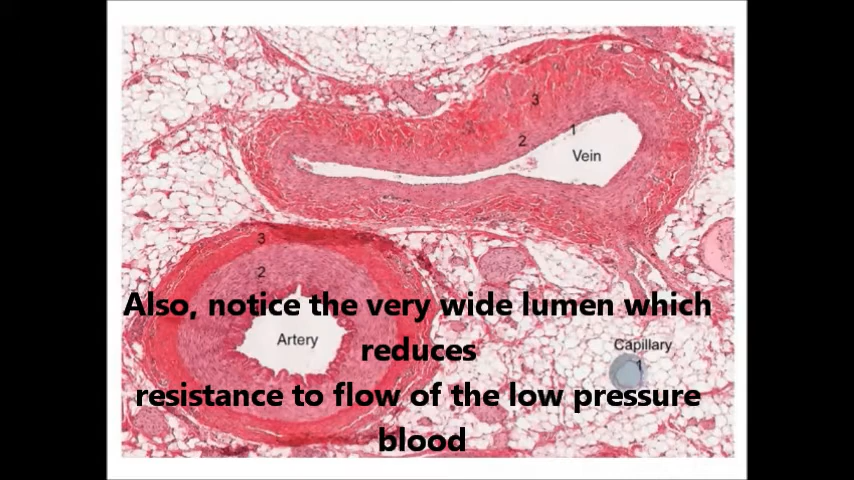 3
1
2
Vein
3
2
Also, notice the very wide lumen which
reduces
Artery
Capillary
1
resistance to flow of the low pressure
blood